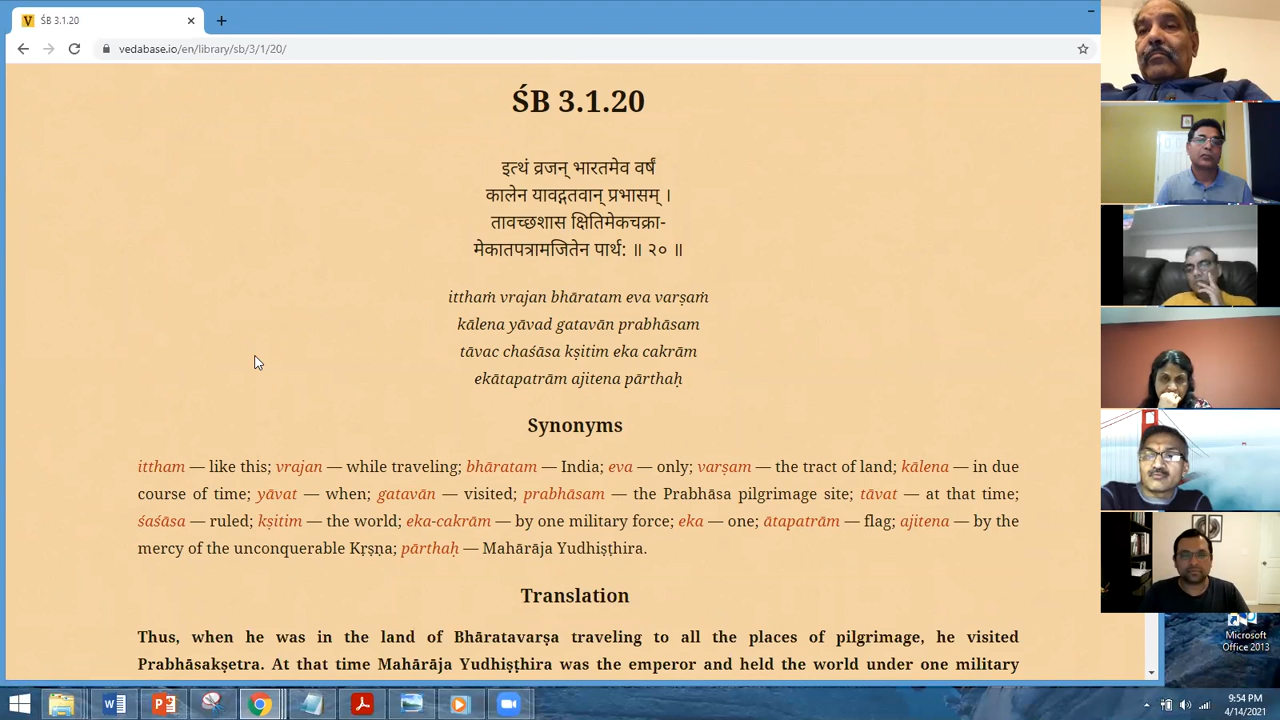 ŚB 3.1.20
vedabase.io/en/library/sb/3/1/20/
ŚB 3.1.20
इत्थं व्रजन् भारतमेव वर्षं
कालेन यावद्गतवान् प्रभासम् ।
तावच्छशास क्षितिमेकचक्रा-
मेकातपत्रामजितेन पार्थ: ॥ २० ॥
itthaṁ vrajan bhāratam eva varṣaṁ
kālena yāvad gatavān prabhāsam
tāvac chaśāsa kṣitim eka cakrām
ekātapatrām ajitena pārthaḥ
Synonyms
ittham — like this; vrajan — while traveling; bhāratam — India; eva — only; varṣam — the tract of land; kālena — in due
course of time; yāvat — when; gatavān — visited; prabhāsam — the Prabhāsa pilgrimage site; tāvat — at that time;
śaśāsa — ruled; kṣitim — the world; eka-cakrām — by one military force; eka — one; ātapatrām — flag; ajitena — by the
mercy of the unconquerable Kṛṣṇa; pārthaḥ — Mahārāja Yudhiṣṭhira.
Translation
Thus, when he was in the land of Bhāratavarṣa traveling to all the places of pilgrimage, he visited
Prabhāsakṣetra. At that time Mahārāja Yudhiṣṭhira was the emperor and held the world under one military
Microsoft
Office 2013
9:54 PM
4/14/2021